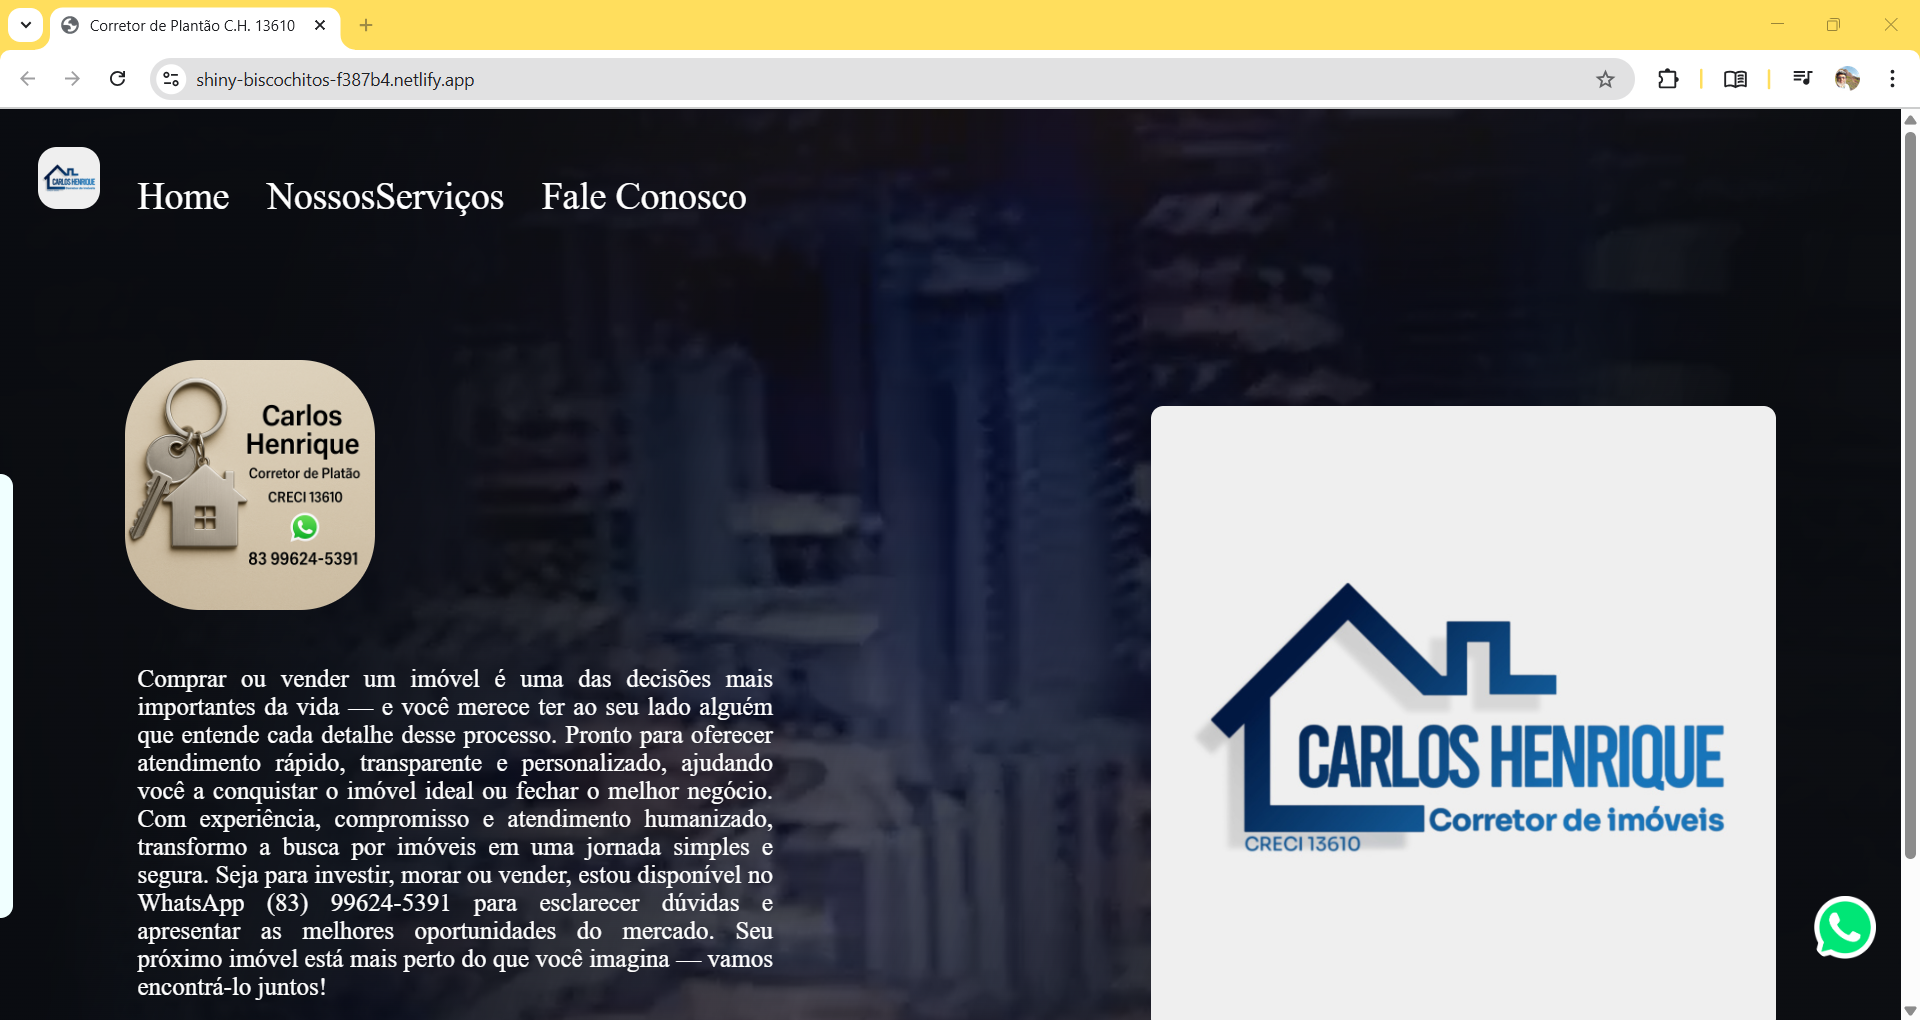 Corretor de Plantão C.H. 13610
shiny-biscochitos-f387b4.netlify.app
CARLOS HENRIQUE
Home NossosServiços Fale Conosco
Carlos
Henrique
Corretor de Platão
CRECI 13610
83 99624-5391
Comprar ou vender um imóvel é uma das decisões mais
importantes da vida — e você merece ter ao seu lado alguém
que entende cada detalhe desse processo. Pronto para oferecer
atendimento rápido, transparente e personalizado, ajudando
você a conquistar o imóvel ideal ou fechar o melhor negócio.
Com experiência, compromisso e atendimento humanizado,
transformo a busca por imóveis em uma jornada simples e
segura. Seja para investir, morar ou vender, estou disponível no
WhatsApp (83) 99624-5391 para esclarecer dúvidas e
apresentar as melhores oportunidades do mercado. Seu
próximo imóvel está mais perto do que você imagina — vamos
encontrá-lo juntos!
CARLOS HENRIQUE
Corretor de imóveis
CRECI 13610